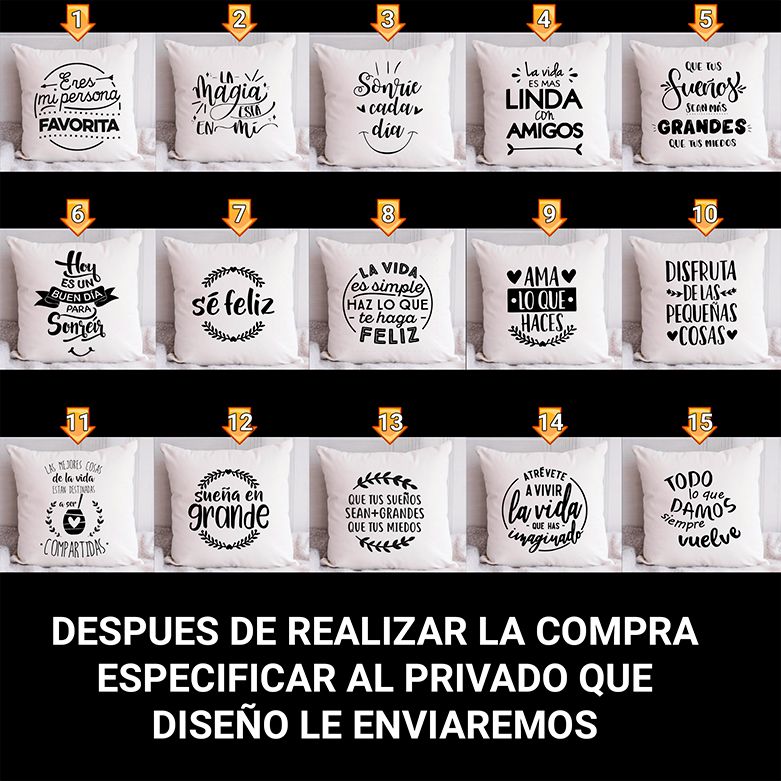 1
2
3
4
5
Eres
mi persona
FAVORITA
LA
Magia
ESTÁ
EN mí
Sonríe
cada
día
La vida
ES MAS
LINDA
con
AMIGOS
QUE TUS
Sueños
SEAN MÁS
GRANDES
QUE TUS MIEDOS
6
7
8
9
10
Hoy
ES UN
BUEN DÍA
PARA
Sonreír
sé feliz
LA VIDA
es simple
HAZ LO QUE
te haga
FELIZ
AMA
LO QUE
HACES
DISFRUTA
DE LAS
PEQUEÑAS
COSAS
11
12
13
14
15
LAS MEJORES COSAS
de la vida
ESTAN DESTINADAS
a ser
COMPARTIDAS
sueña en
grande
QUE TUS SUEÑOS
SEAN+GRANDES
QUE TUS MIEDOS
ATRÉVETE
A VIVIR
la vida
QUE HAS
imaginado
TODO
lo que
DAMOS
siempre
vuelve
DESPUES DE REALIZAR LA COMPRA
ESPECIFICAR AL PRIVADO QUE
DISEÑO LE ENVIAREMOS